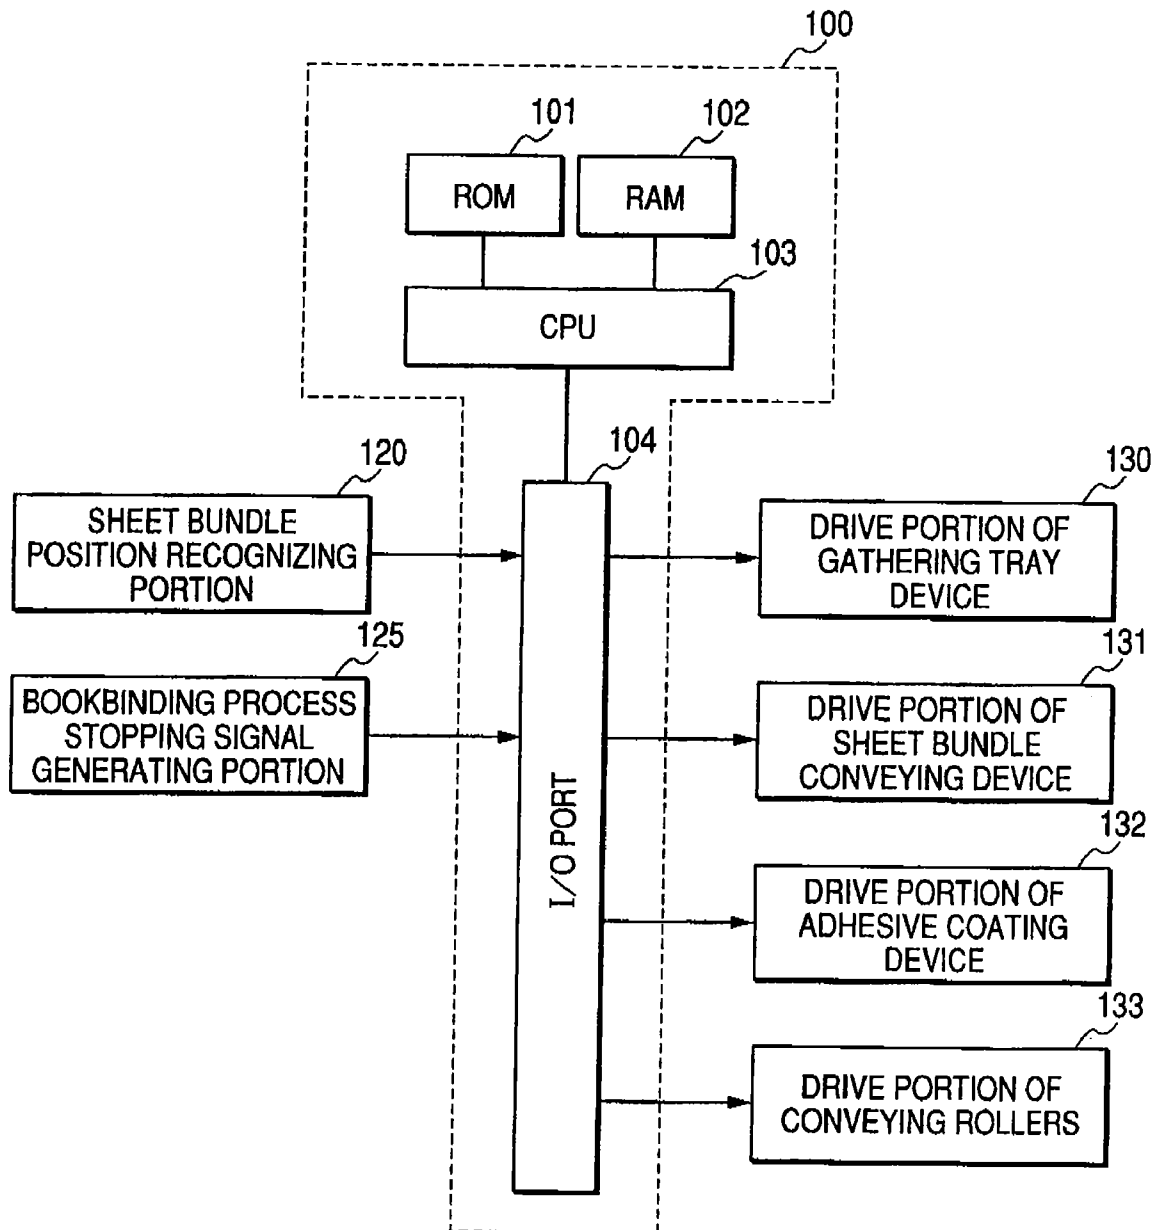 100
101
102
ROM
RAM
103
CPU
104
120
SHEET BUNDLE
POSITION RECOGNIZING
PORTION
125
BOOKBINDING PROCESS
STOPPING SIGNAL
GENERATING PORTION
I/O PORT
130
DRIVE PORTION OF
GATHERING TRAY
DEVICE
131
DRIVE PORTION OF
SHEET BUNDLE
CONVEYING DEVICE
132
DRIVE PORTION OF
ADHESIVE COATING
DEVICE
133
DRIVE PORTION OF
CONVEYING ROLLERS